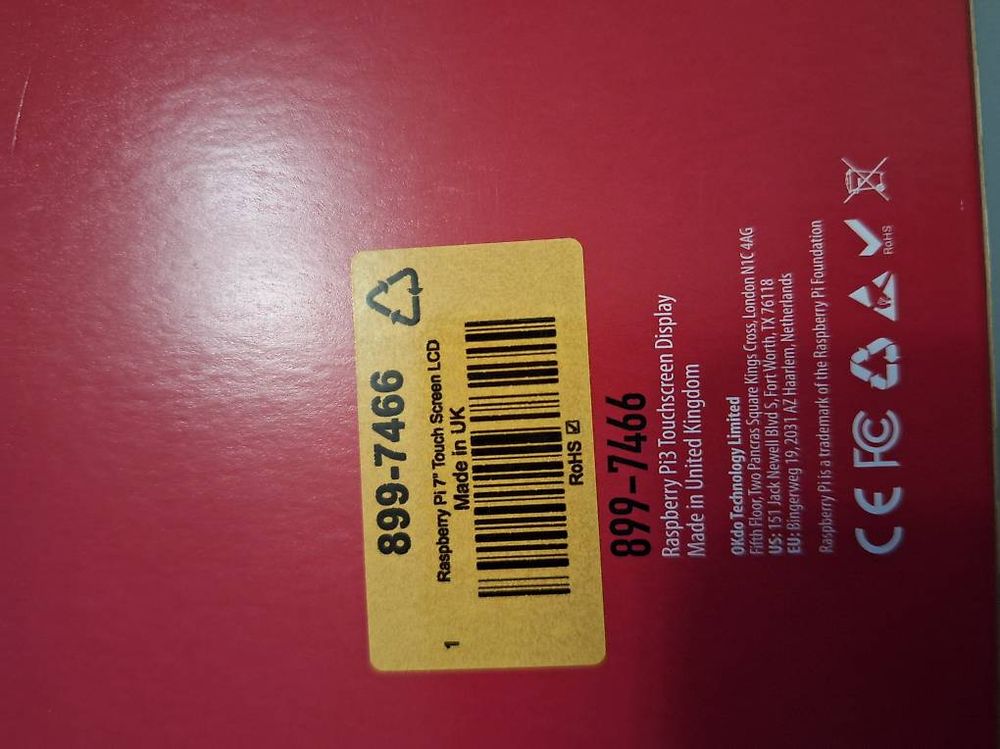 899-7466
Raspberry Pi 7" Touch Screen LCD
Made in UK
RoHS
1
899-7466
Raspberry Pi3 Touchscreen Display
Made in United Kingdom
OKdo Technology Limited
Fifth Floor, Two Pancras Square Kings Cross, London N1C 4AG
US: 151 Jack Newell Blvd S, Fort Worth, TX 76118
EU: Bingerweg 19, 2031 AZ Haarlem, Netherlands
Raspberry Pi is a trademark of the Raspberry Pi Foundation
CE FC RoHS